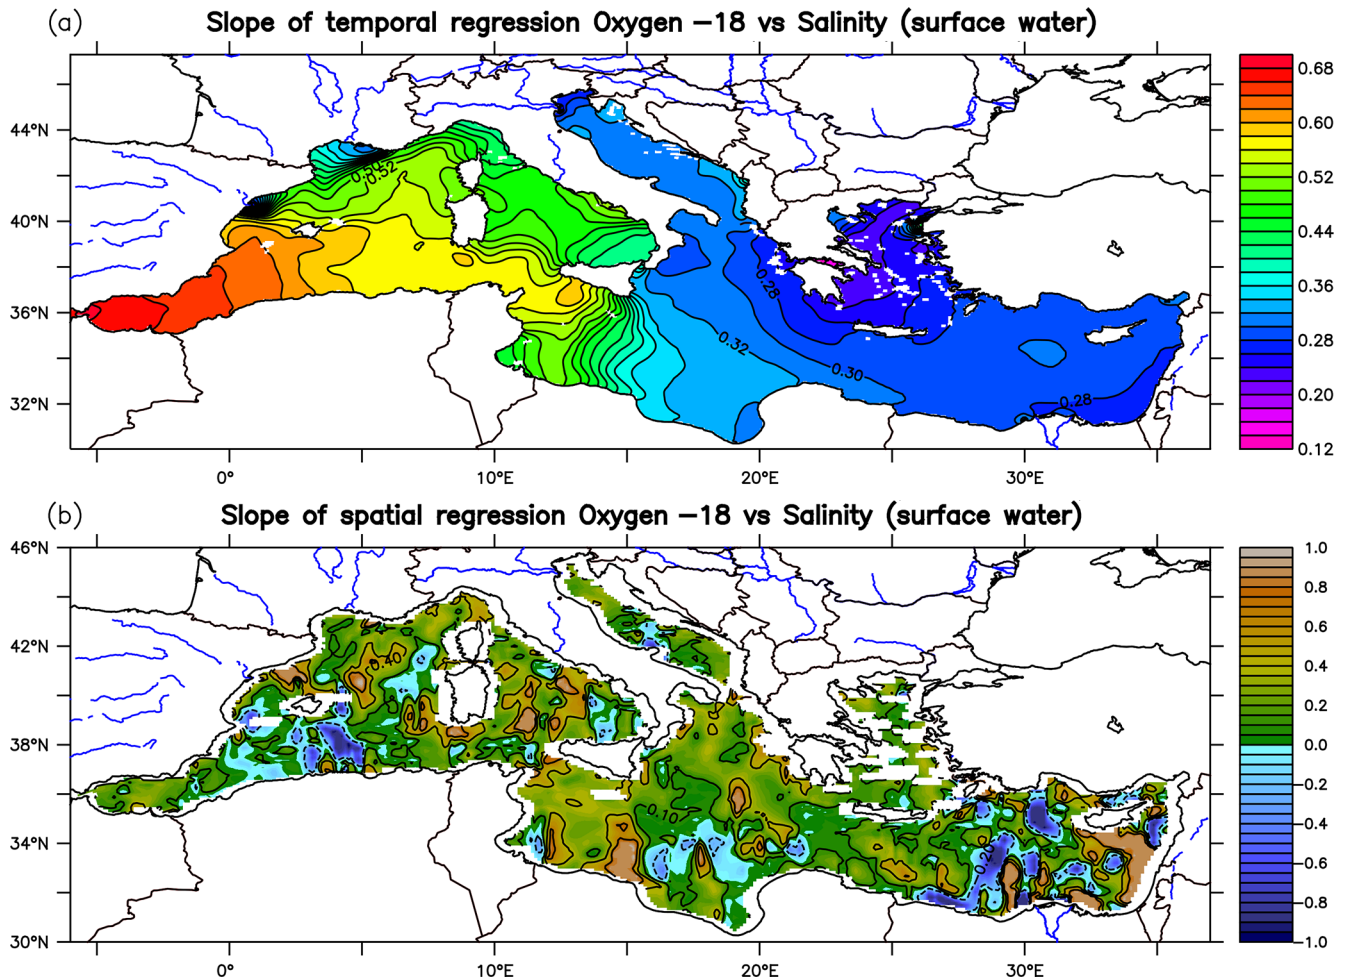 (a) Slope of temporal regression Oxygen −18 vs Salinity (surface water)
44°N
40°N
36°N
32°N
0°
10°E
20°E
30°E
0.50
0.52
0.28
0.32
0.30
0.28
0.68
0.60
0.52
0.44
0.36
0.28
0.20
0.12
(b) Slope of spatial regression Oxygen −18 vs Salinity (surface water)
46°N
42°N
38°N
34°N
30°N
0°
10°E
20°E
30°E
0.40
0.10
0.20
1.0
0.8
0.6
0.4
0.2
0.0
−0.2
−0.4
−0.6
−0.8
−1.0